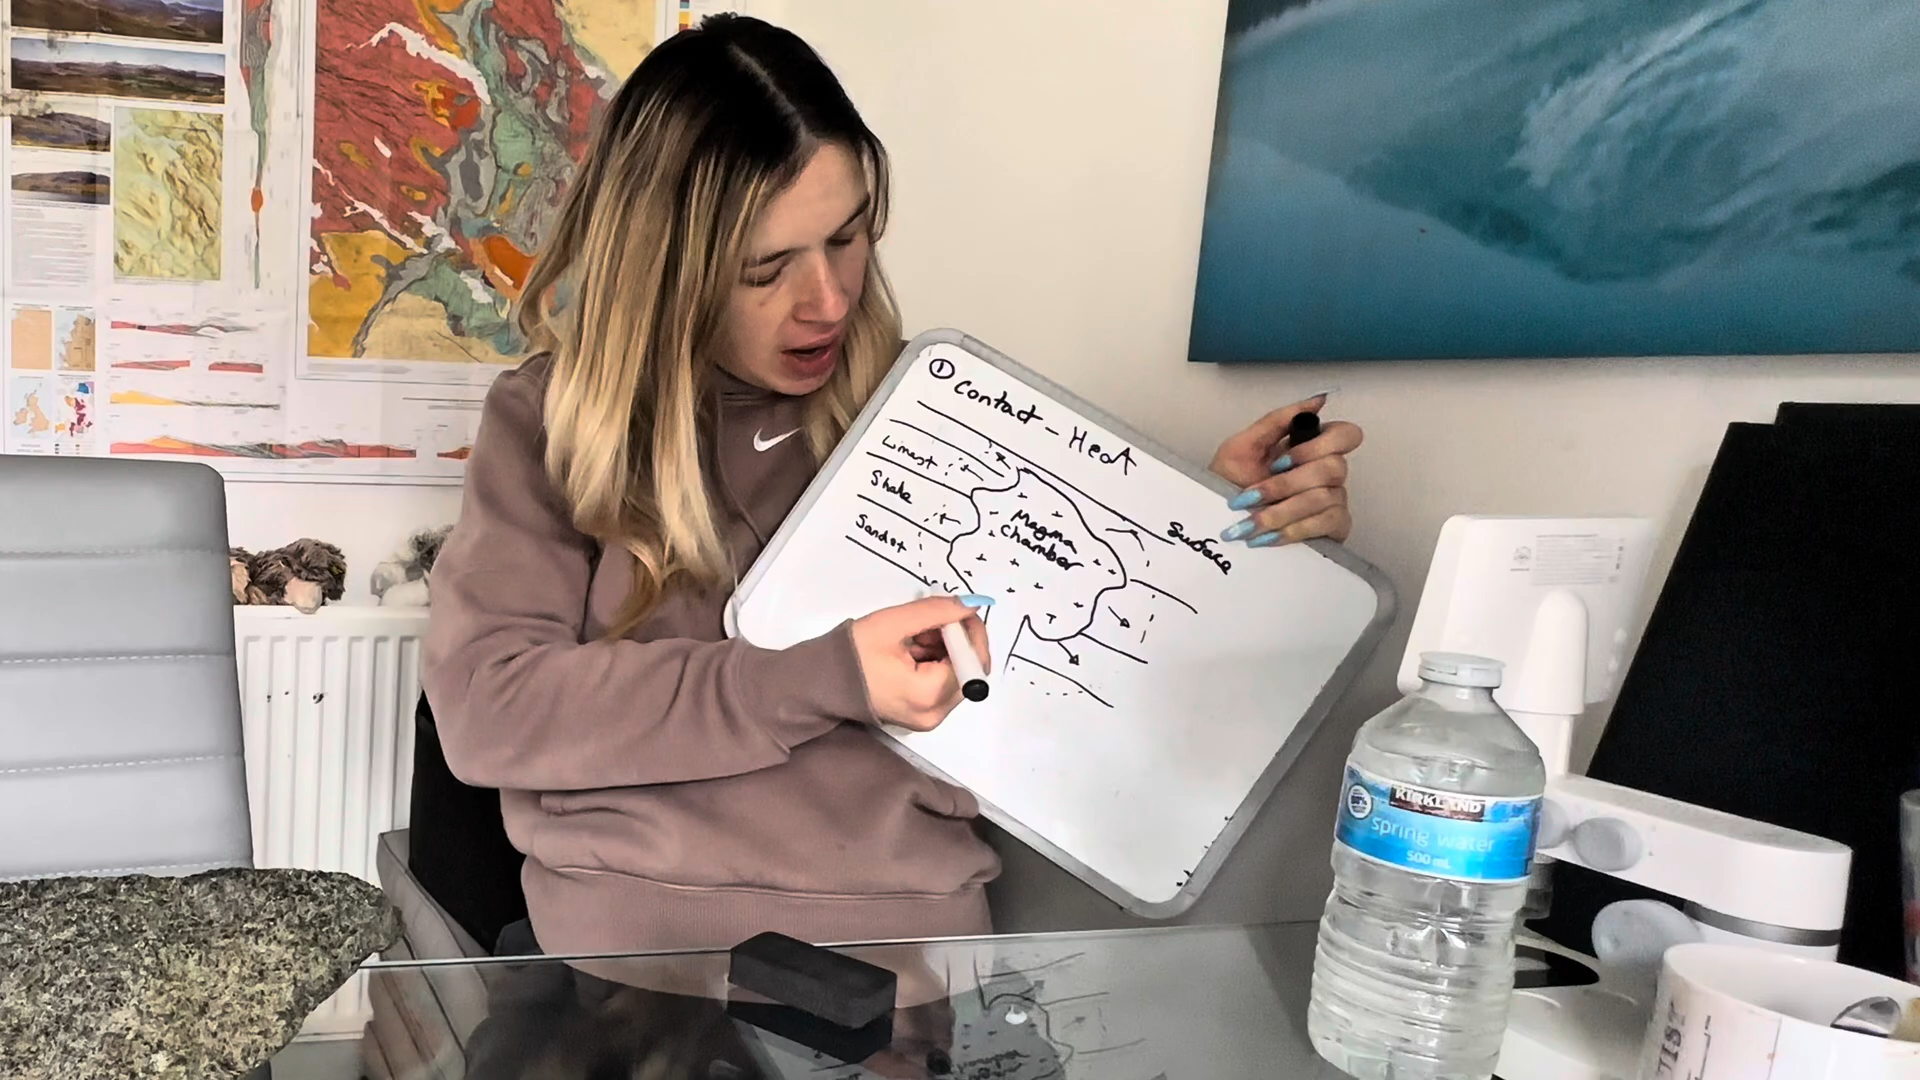 ① Contact - Heat
Limest
Shale
Sandst
Magma
Chamber
Surface
KIRKLAND
spring water
500 mL